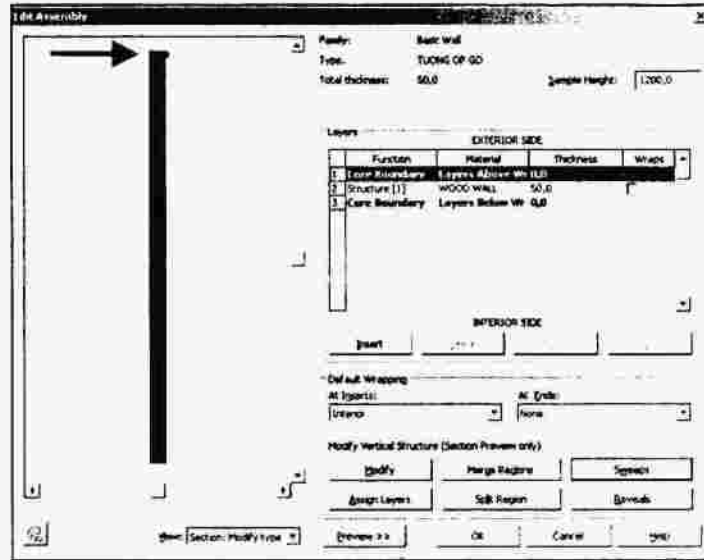 Edit Assembly
Family: Basic Wall
Type: TUONG OP GO
Total thickness: 50,0 Sample Height: 1200,0
Layers
EXTERIOR SIDE
Function Material Thickness Wraps
1 Core Boundary Layers Above Wr 0,0
2 Structure [1] WOOD WALL 50,0
3 Core Boundary Layers Below Wr 0,0
INTERIOR SIDE
Insert
Default Wrapping
At Inserts: At Ends:
Interior None
Modify Vertical Structure (Section Preview only)
Modify Merge Regions Sweeps
Assign Layers Split Region Reveals
View: Section: Modify type Preview >> OK Cancel Help